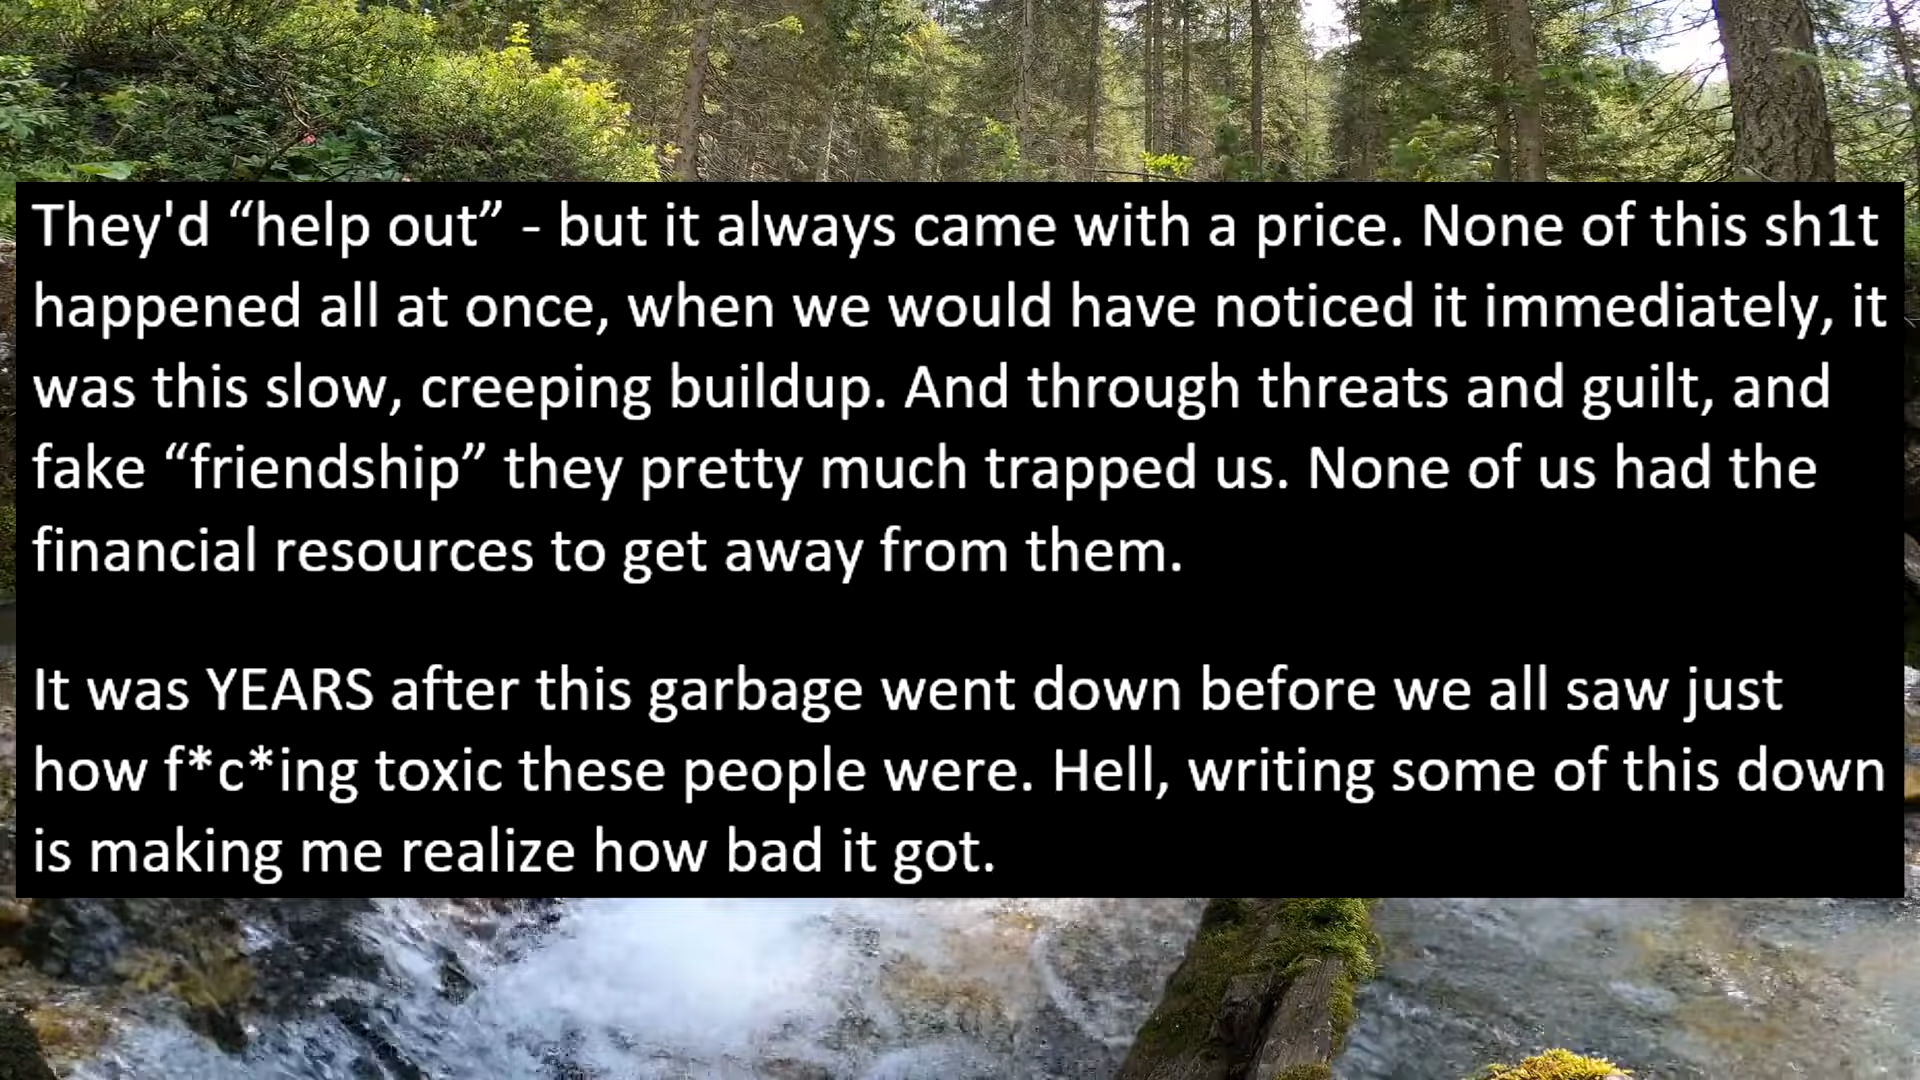 They'd “help out” - but it always came with a price. None of this sh1t
happened all at once, when we would have noticed it immediately, it
was this slow, creeping buildup. And through threats and guilt, and
fake “friendship” they pretty much trapped us. None of us had the
financial resources to get away from them.
It was YEARS after this garbage went down before we all saw just
how f*c*ing toxic these people were. Hell, writing some of this down
is making me realize how bad it got.